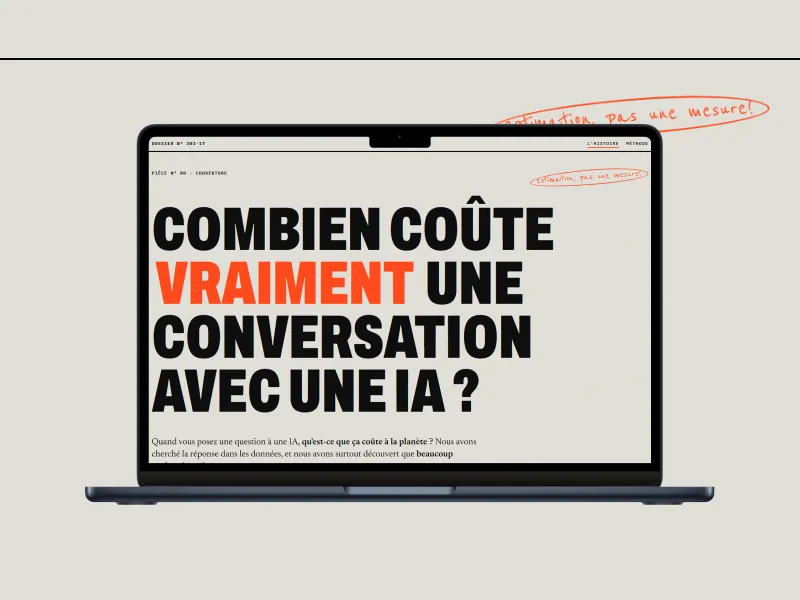 estimation, pas une mesure!
DOSSIER N° 303-17
L'HISTOIRE MÉTHODE
PIÈCE N° 00 - COUVERTURE
estimation, pas une mesure!
COMBIEN COÛTE
VRAIMENT UNE
CONVERSATION
AVEC UNE IA ?
Quand vous posez une question à une IA, qu'est-ce que ça coûte à la planète ? Nous avons
cherché la réponse dans les données, et nous avons surtout découvert que beaucoup